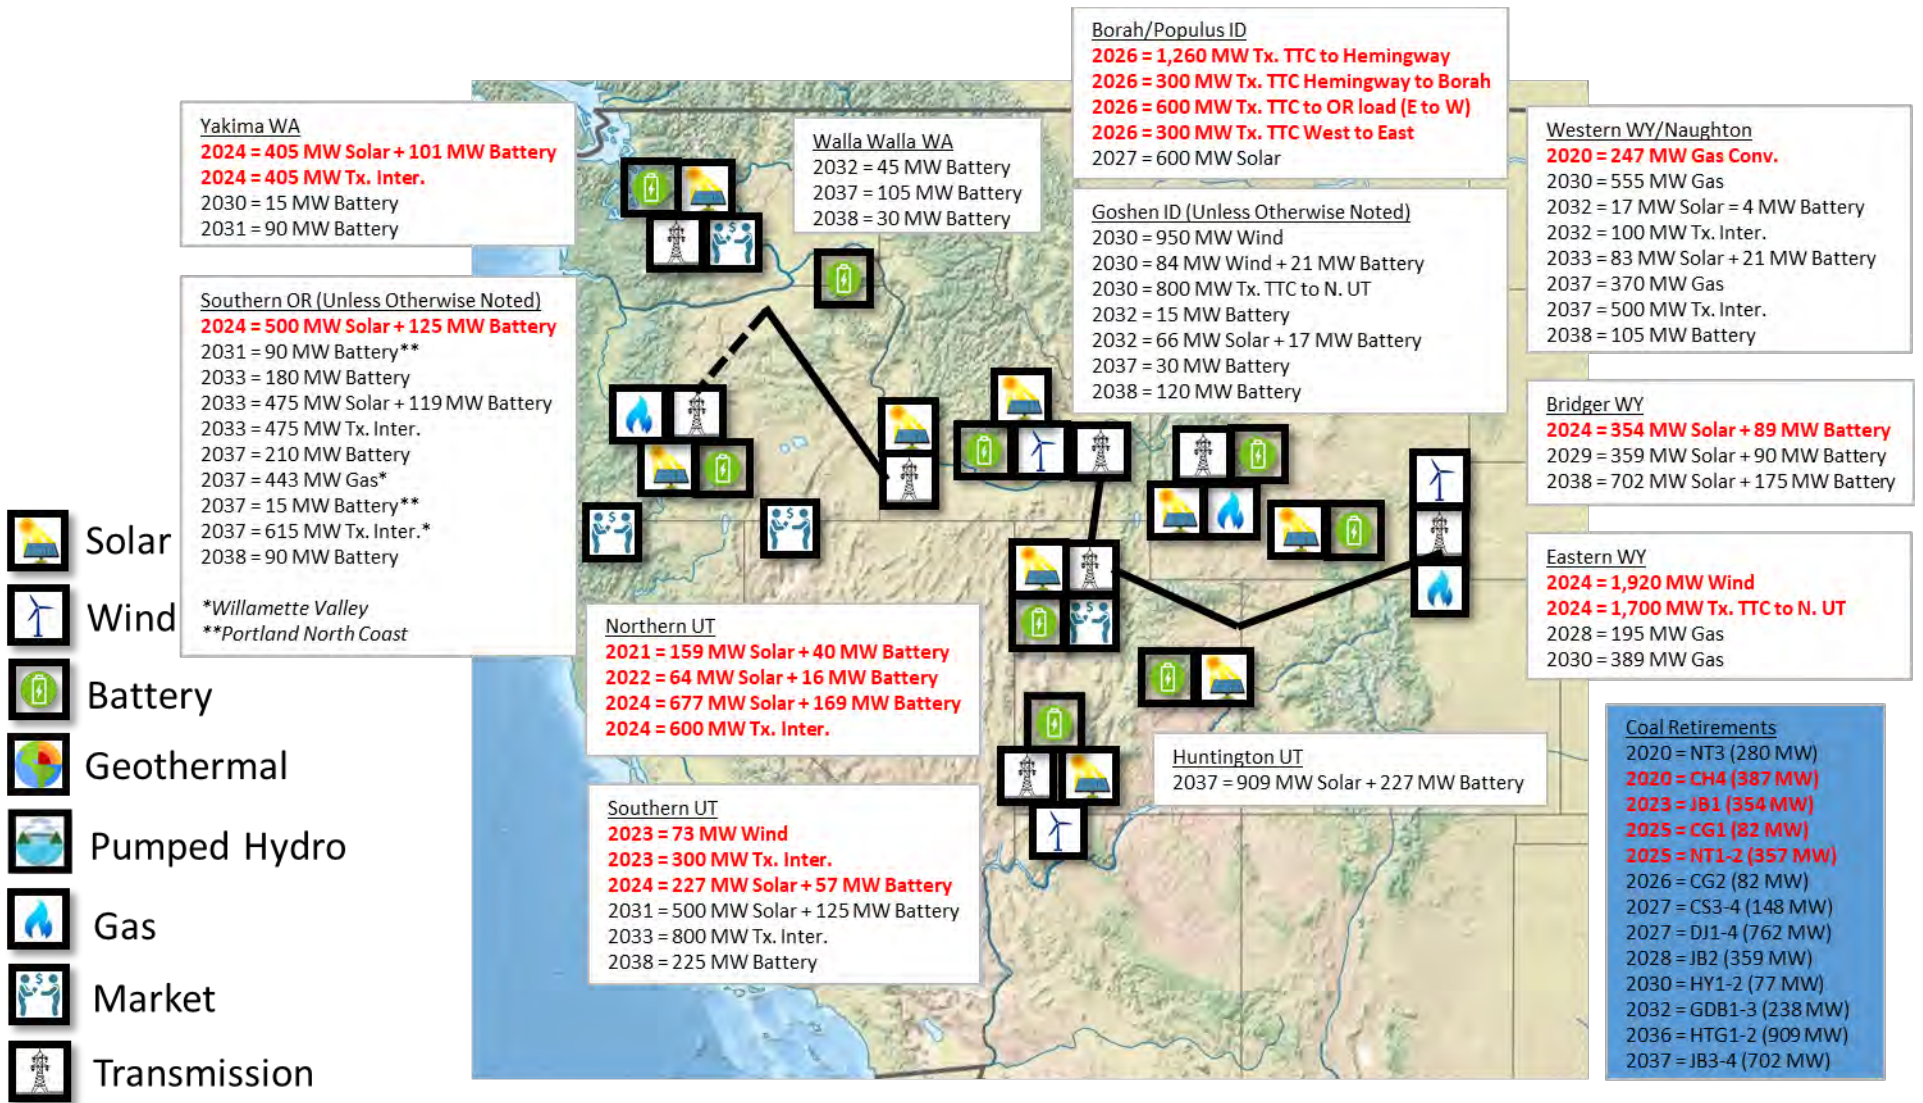 Yakima WA
2024 = 405 MW Solar + 101 MW Battery
2024 = 405 MW Tx. Inter.
2030 = 15 MW Battery
2031 = 90 MW Battery
Walla Walla WA
2032 = 45 MW Battery
2037 = 105 MW Battery
2038 = 30 MW Battery
Borah/Populus ID
2026 = 1,260 MW Tx. TTC to Hemingway
2026 = 300 MW Tx. TTC Hemingway to Borah
2026 = 600 MW Tx. TTC to OR load (E to W)
2026 = 300 MW Tx. TTC West to East
2027 = 600 MW Solar
Western WY/Naughton
2020 = 247 MW Gas Conv.
2030 = 555 MW Gas
2032 = 17 MW Solar = 4 MW Battery
2032 = 100 MW Tx. Inter.
2033 = 83 MW Solar + 21 MW Battery
2037 = 370 MW Gas
2037 = 500 MW Tx. Inter.
2038 = 105 MW Battery
Goshen ID (Unless Otherwise Noted)
2030 = 950 MW Wind
2030 = 84 MW Wind + 21 MW Battery
2030 = 800 MW Tx. TTC to N. UT
2032 = 15 MW Battery
2032 = 66 MW Solar + 17 MW Battery
2037 = 30 MW Battery
2038 = 120 MW Battery
Southern OR (Unless Otherwise Noted)
2024 = 500 MW Solar + 125 MW Battery
2031 = 90 MW Battery**
2033 = 180 MW Battery
2033 = 475 MW Solar + 119 MW Battery
2033 = 475 MW Tx. Inter.
2037 = 210 MW Battery
2037 = 443 MW Gas*
2037 = 15 MW Battery**
2037 = 615 MW Tx. Inter.*
2038 = 90 MW Battery
*Willamette Valley
**Portland North Coast
Bridger WY
2024 = 354 MW Solar + 89 MW Battery
2029 = 359 MW Solar + 90 MW Battery
2038 = 702 MW Solar + 175 MW Battery
Eastern WY
2024 = 1,920 MW Wind
2024 = 1,700 MW Tx. TTC to N. UT
2028 = 195 MW Gas
2030 = 389 MW Gas
Northern UT
2021 = 159 MW Solar + 40 MW Battery
2022 = 64 MW Solar + 16 MW Battery
2024 = 677 MW Solar + 169 MW Battery
2024 = 600 MW Tx. Inter.
Huntington UT
2037 = 909 MW Solar + 227 MW Battery
Southern UT
2023 = 73 MW Wind
2023 = 300 MW Tx. Inter.
2024 = 227 MW Solar + 57 MW Battery
2031 = 500 MW Solar + 125 MW Battery
2033 = 800 MW Tx. Inter.
2038 = 225 MW Battery
Coal Retirements
2020 = NT3 (280 MW)
2020 = CH4 (387 MW)
2023 = JB1 (354 MW)
2025 = CG1 (82 MW)
2025 = NT1-2 (357 MW)
2026 = CG2 (82 MW)
2027 = CS3-4 (148 MW)
2027 = DJ1-4 (762 MW)
2028 = JB2 (359 MW)
2030 = HY1-2 (77 MW)
2032 = GDB1-3 (238 MW)
2036 = HTG1-2 (909 MW)
2037 = JB3-4 (702 MW)
Solar
Wind
Battery
Geothermal
Pumped Hydro
Gas
Market
Transmission